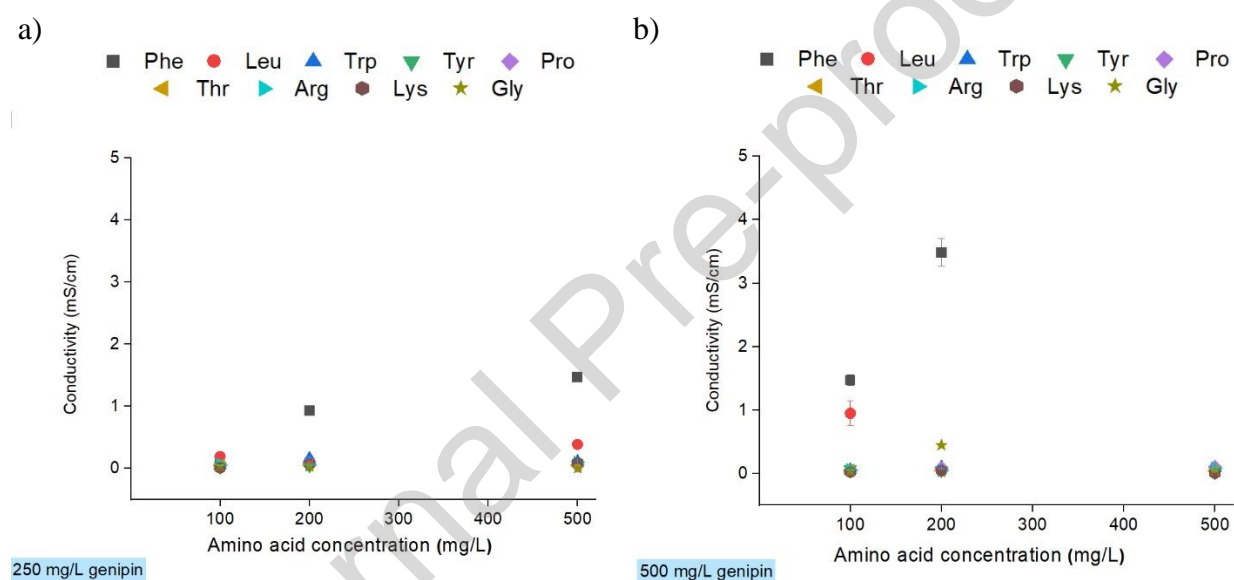 a)
Phe Leu Trp Tyr Pro
Thr Arg Lys Gly
5
4
3
2
1
0
Conductivity (mS/cm)
100 200 300 400 500
Amino acid concentration (mg/L)
250 mg/L genipin
b)
Phe Leu Trp Tyr Pro
Thr Arg Lys Gly
5
4
3
2
1
0
Conductivity (mS/cm)
100 200 300 400 500
Amino acid concentration (mg/L)
500 mg/L genipin
rnal Pre-proo